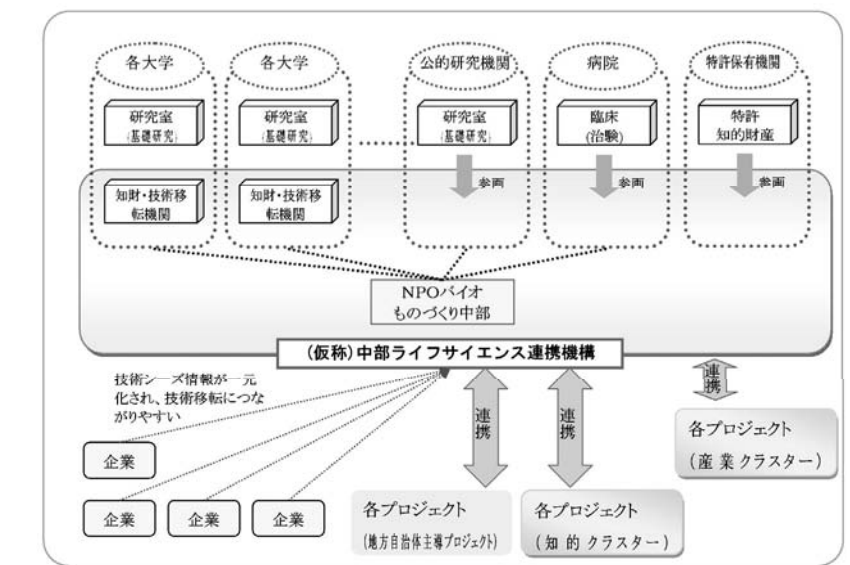 各大学
各大学
公的研究機関
病院
特許保有機関
研究室
(基礎研究)
研究室
(基礎研究)
研究室
(基礎研究)
臨床
(治験)
特許
知的財産
参画
参画
参画
知財・技術移
転機関
知財・技術移
転機関
NPOバイオ
ものづくり中部
(仮称)中部ライフサイエンス連携機構
技術シーズ情報が一元
化され、技術移転につな
がりやすい
連携
連携
連携
企業
企業
企業
企業
各プロジェクト
(地方自治体主導プロジェクト)
各プロジェクト
(知的クラスター)
各プロジェクト
(産業クラスター)